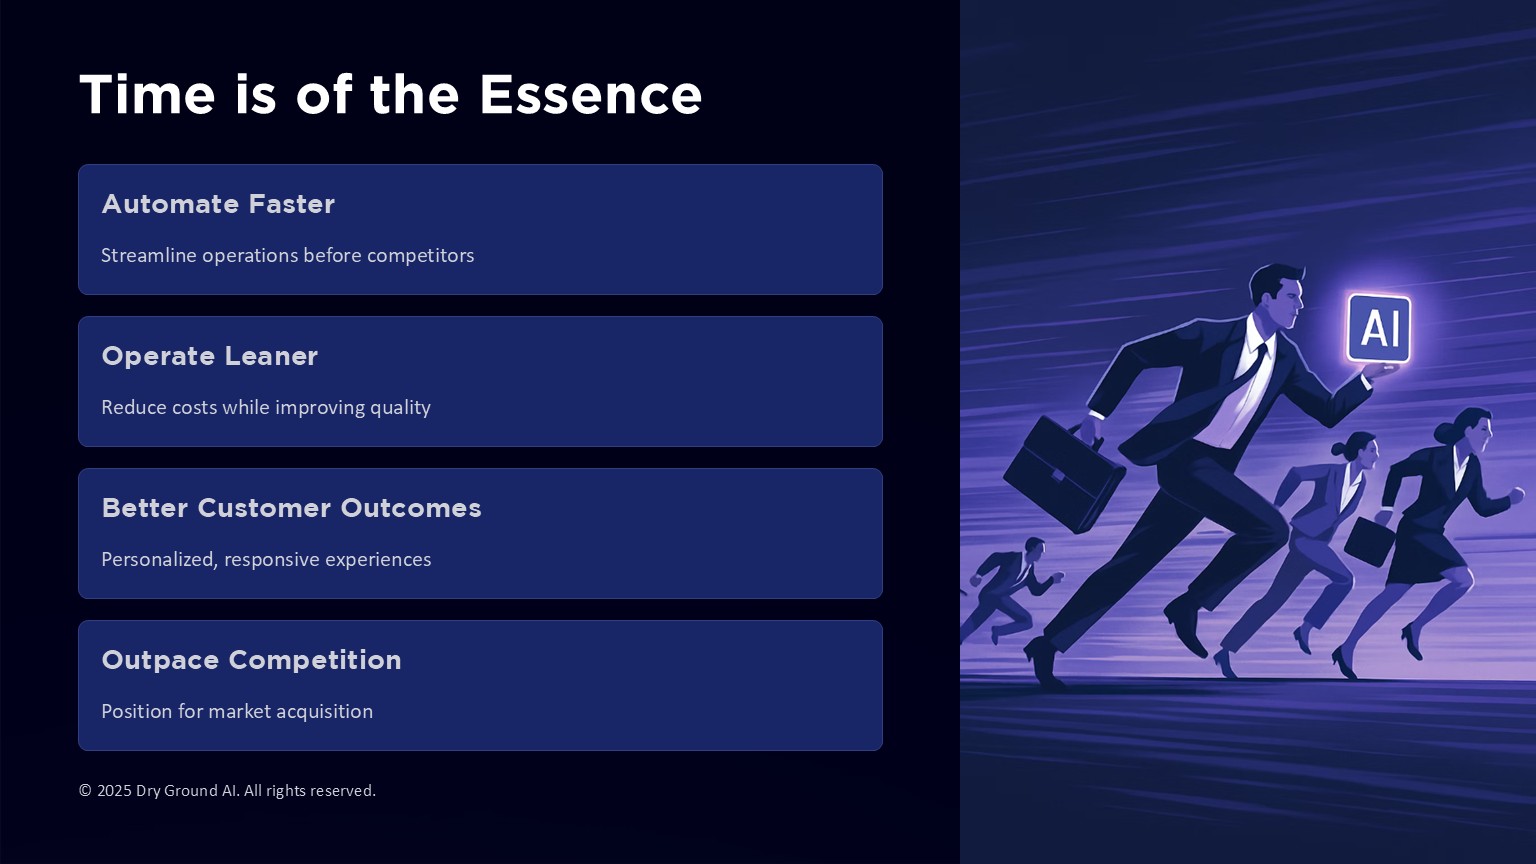 Time is of the Essence
Automate Faster
Streamline operations before competitors
Operate Leaner
Reduce costs while improving quality
Better Customer Outcomes
Personalized, responsive experiences
Outpace Competition
Position for market acquisition
© 2025 Dry Ground AI. All rights reserved.
AI